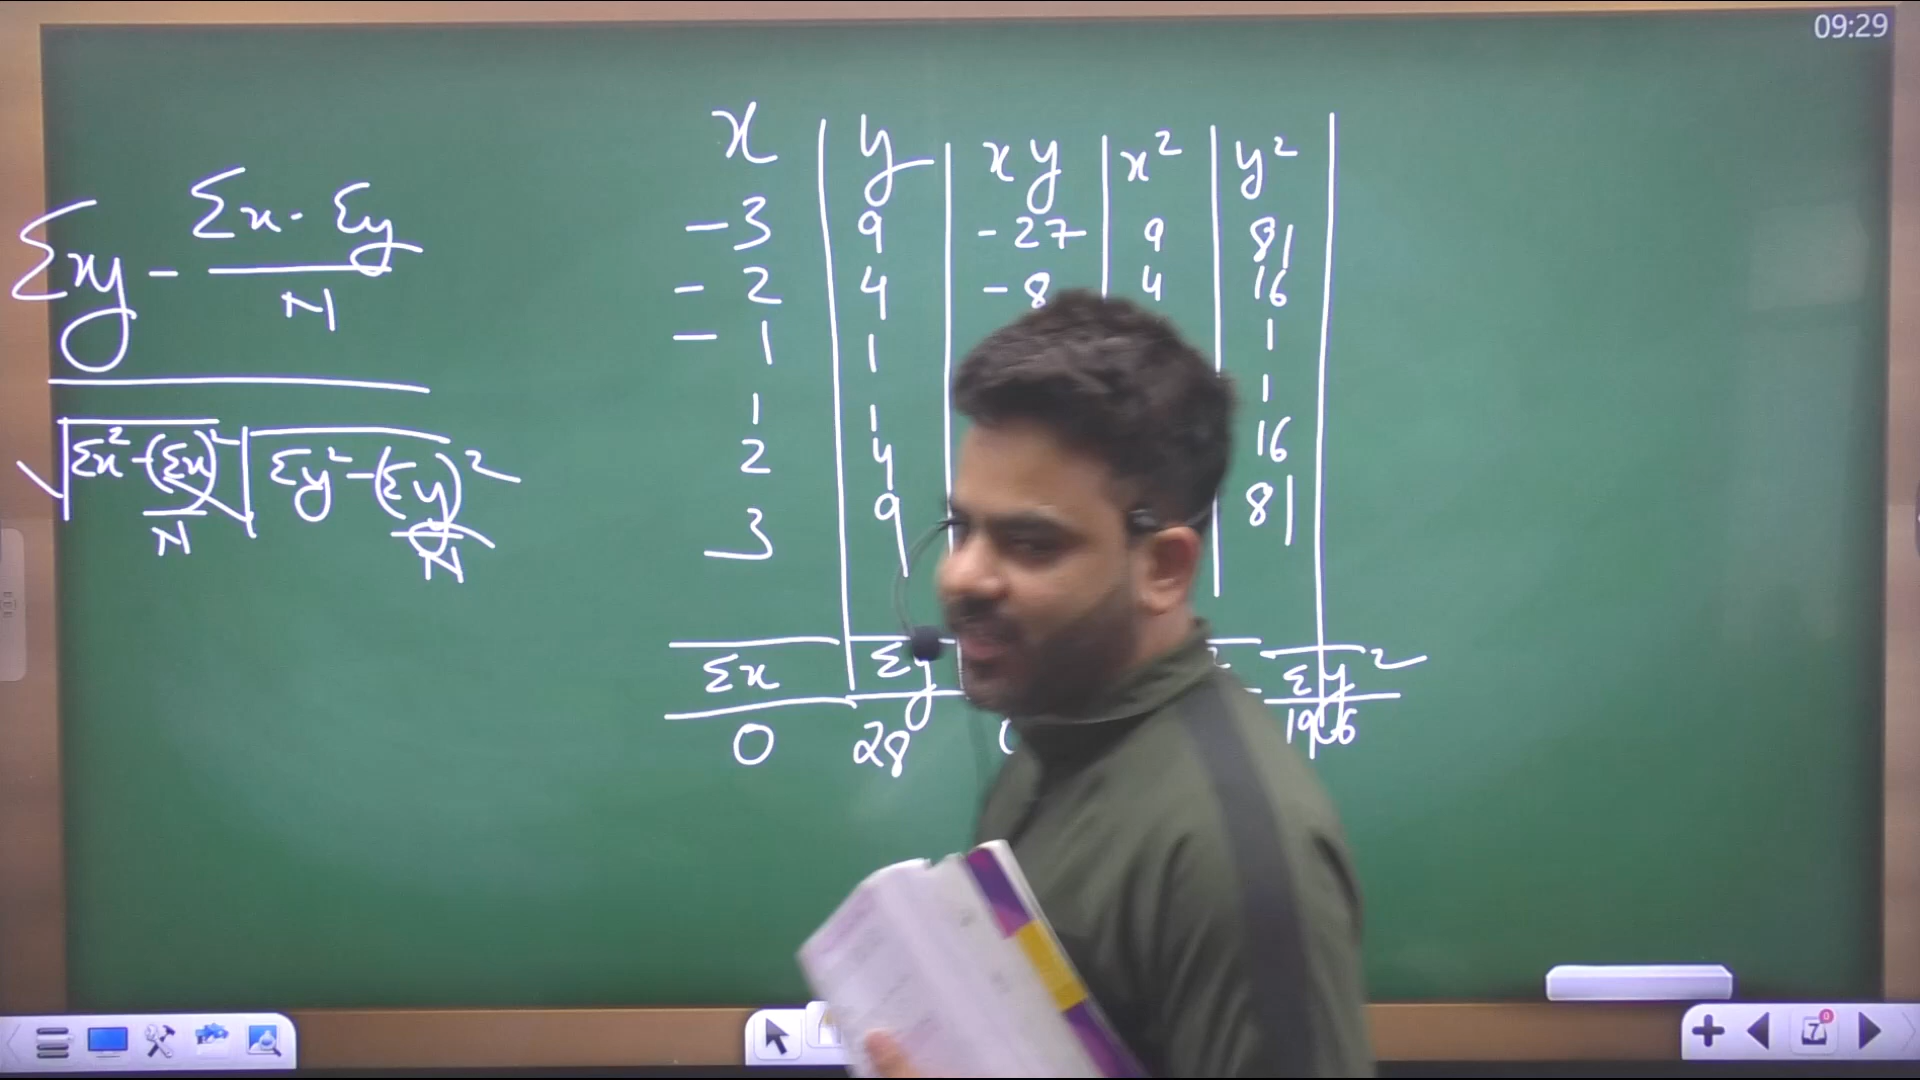 09:29
x y xy x² y²
-3 9 -27 9 81
-2 4 -8 4 16
-1 1 1
1 1 1
2 4 16
3 9 81
Σx Σy Σy²
0 28 196
Σxy - Σx · Σy
N
√Σx² - (Σx)² √Σy² - (Σy)²
N N
7
0